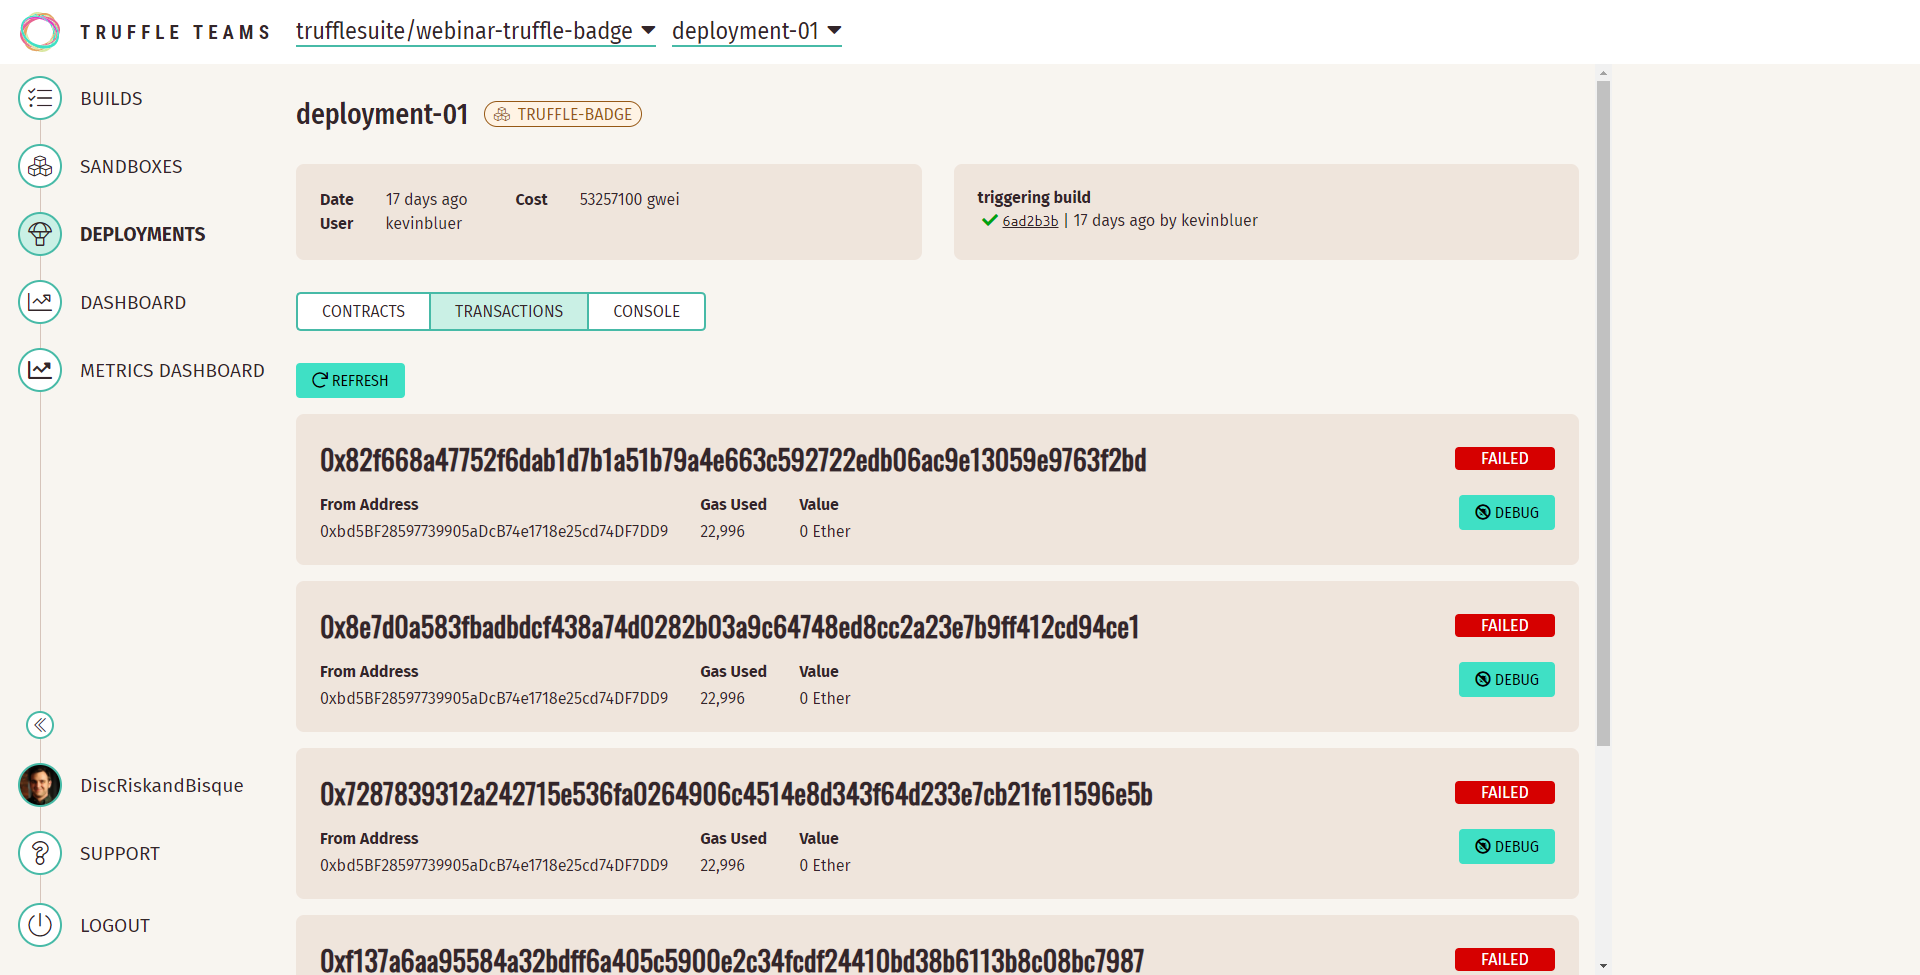 TRUFFLE TEAMS
trufflesuite/webinar-truffle-badge
deployment-01
BUILDS
SANDBOXES
DEPLOYMENTS
DASHBOARD
METRICS DASHBOARD
DiscRiskandBisque
SUPPORT
LOGOUT
deployment-01
TRUFFLE-BADGE
Date 17 days ago Cost 53257100 gwei
User kevinbluer
triggering build
6ad2b3b | 17 days ago by kevinbluer
CONTRACTS TRANSACTIONS CONSOLE
REFRESH
0x82f668a47752f6dab1d7b1a51b79a4e663c592722edb06ac9e13059e9763f2bd
FAILED
From Address Gas Used Value
0xbd5BF28597739905aDcB74e1718e25cd74DF7DD9 22,996 0 Ether
DEBUG
0x8e7d0a583fbadbdcf438a74d0282b03a9c64748ed8cc2a23e7b9ff412cd94ce1
FAILED
From Address Gas Used Value
0xbd5BF28597739905aDcB74e1718e25cd74DF7DD9 22,996 0 Ether
DEBUG
0x7287839312a242715e536fa0264906c4514e8d343f64d233e7cb21fe11596e5b
FAILED
From Address Gas Used Value
0xbd5BF28597739905aDcB74e1718e25cd74DF7DD9 22,996 0 Ether
DEBUG
0xf137a6aa95584a32bdff6a405c5900e2c34fcdf24410bd38b6113b8c08bc7987
FAILED